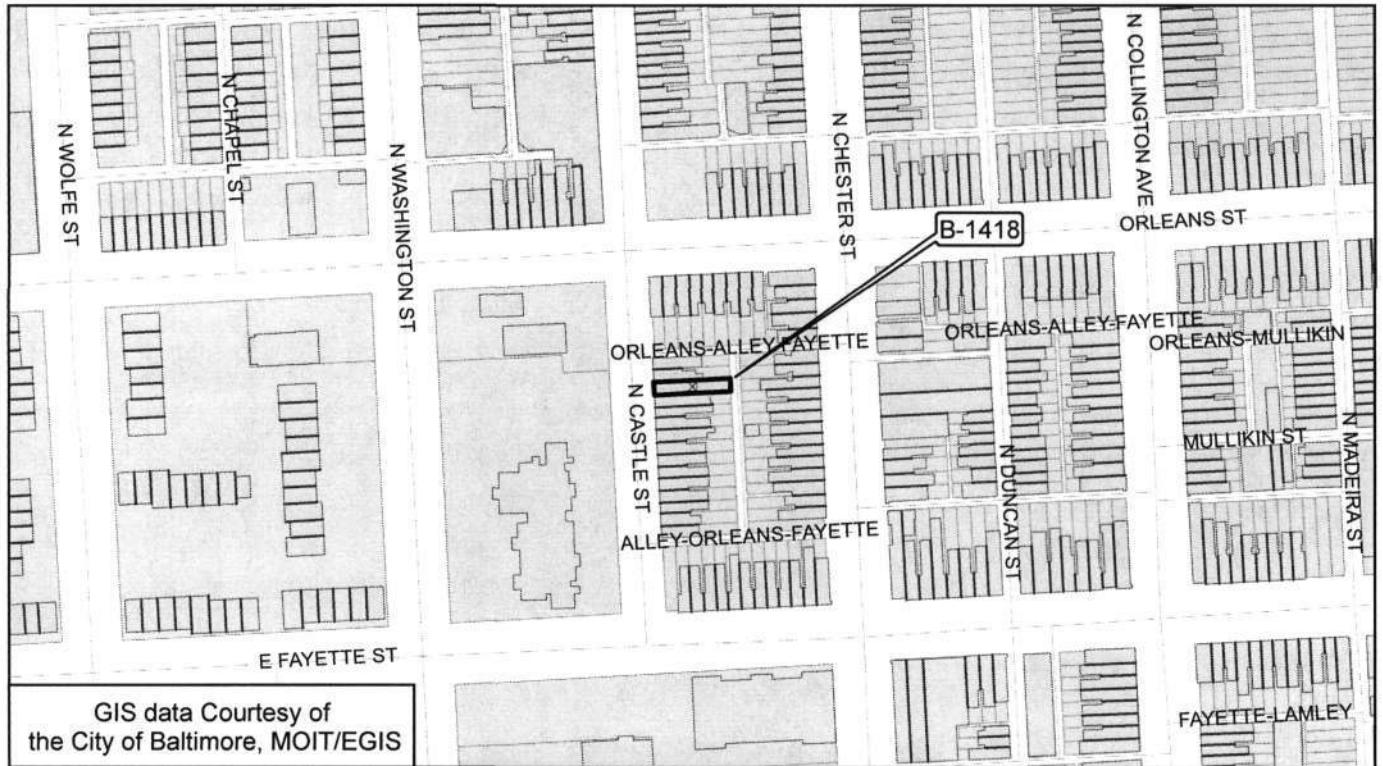 N WOLFE ST
N CHAPEL ST
N WASHINGTON ST
N CHESTER ST
N COLLINGTON AVE
ORLEANS ST
B-1418
ORLEANS-ALLEY-FAYETTE
ORLEANS-ALLEY-FAYETTE
ORLEANS-MULLIKIN
N CASTLE ST
N DUNCAN ST
MULLIKIN ST
N MADEIRA ST
ALLEY-ORLEANS-FAYETTE
E FAYETTE ST
FAYETTE-LAMLEY
GIS data Courtesy of
the City of Baltimore, MOIT/EGIS